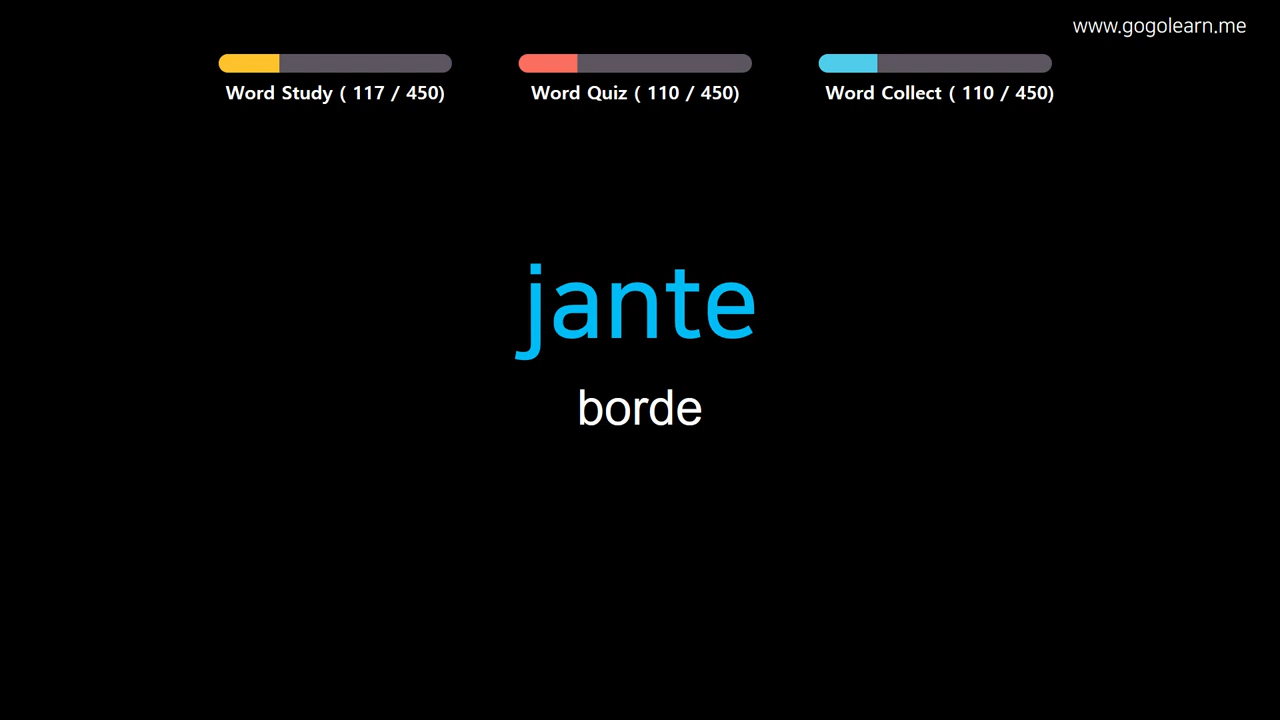 www.gogolearn.me
Word Study ( 117 / 450)
Word Quiz ( 110 / 450)
Word Collect ( 110 / 450)
jante
borde